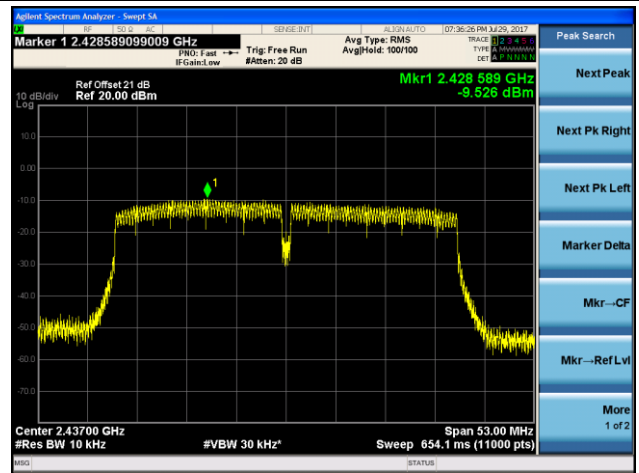 Agilent Spectrum Analyzer - Swept SA
RF 50 Ω AC SENSE:INT ALIGN AUTO 07:36:26 PM Jul 29, 2017
Marker 1 2.428589099009 GHz
PNO: Fast
IFGain:Low
Trig: Free Run
#Atten: 20 dB
Avg Type: RMS
Avg|Hold: 100/100
TRACE 1 2 3 4 5 6
TYPE A
DET A P N N N N
Peak Search
Ref Offset 21 dB
10 dB/div Ref 20.00 dBm
Log
Mkr1 2.428 589 GHz
-9.526 dBm
Next Peak
10.0
Next Pk Right
0.00
1
Next Pk Left
-10.0
-20.0
Marker Delta
-30.0
-40.0
Mkr→CF
-50.0
-60.0
Mkr→Ref Lvl
-70.0
More
1 of 2
Center 2.43700 GHz Span 53.00 MHz
#Res BW 10 kHz #VBW 30 kHz* Sweep 654.1 ms (11000 pts)
MSG STATUS